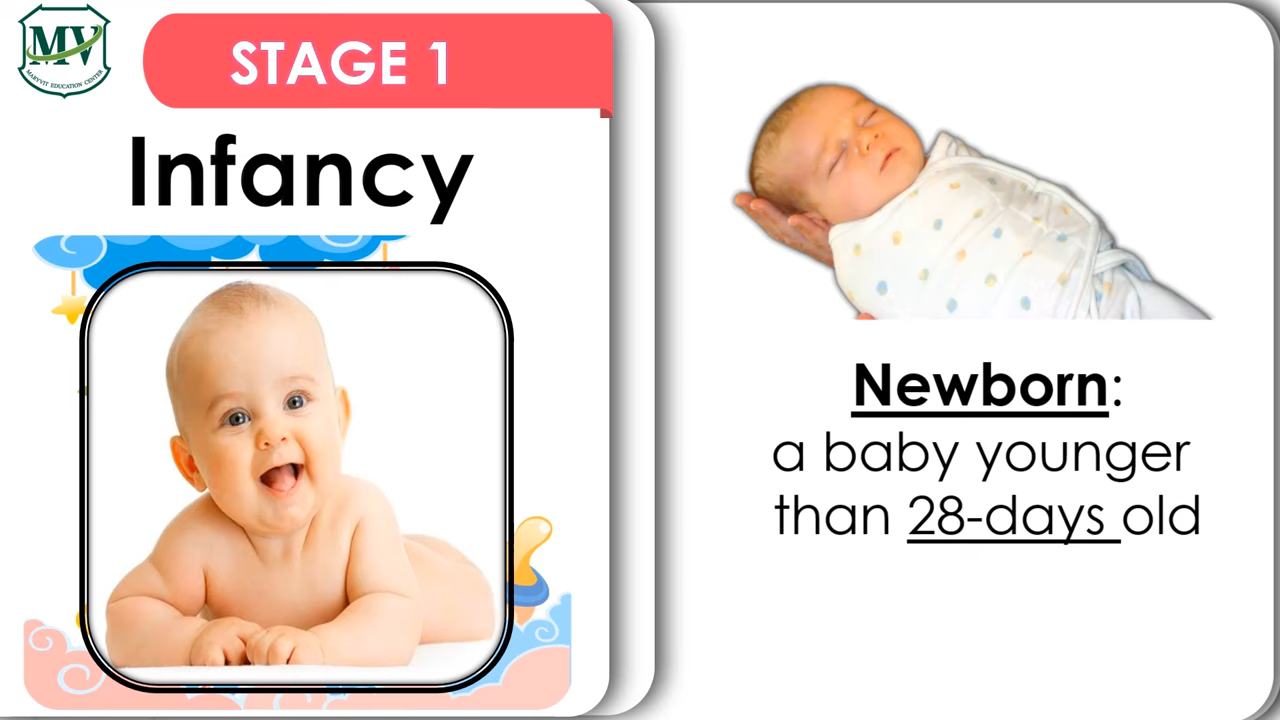 MV
MARYVIT EDUCATION CENTER
STAGE 1
Infancy
Newborn:
a baby younger
than 28-days old